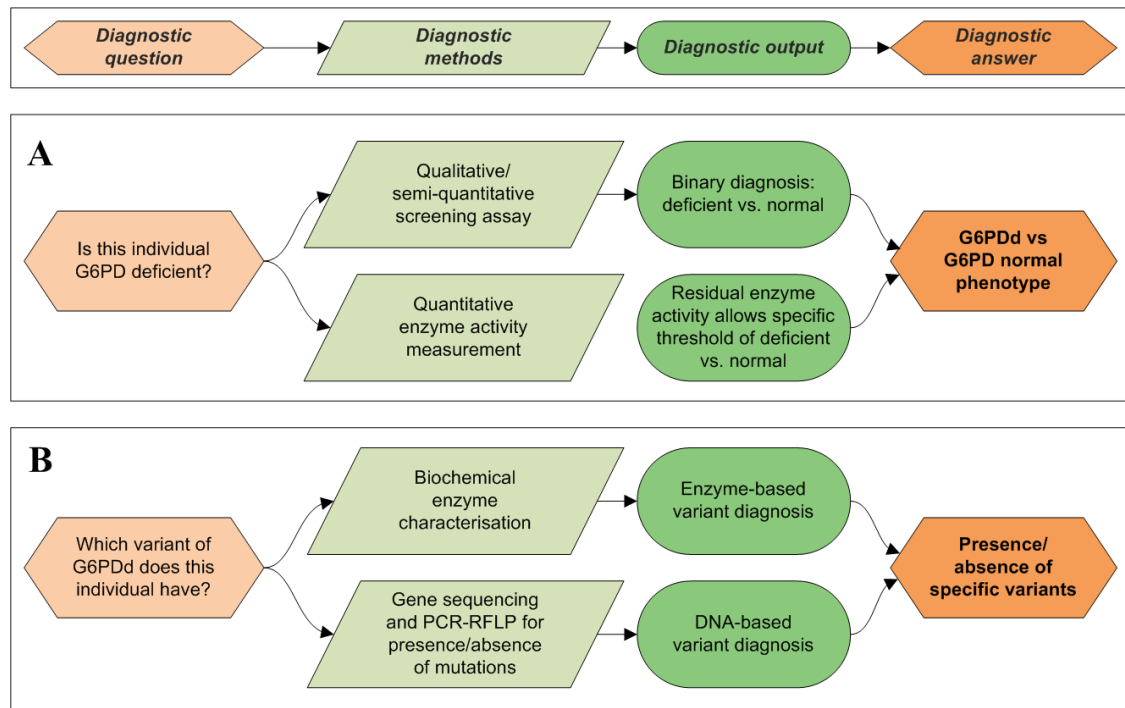 Diagnostic
question
Diagnostic
methods
Diagnostic output
Diagnostic
answer
A
Is this individual
G6PD deficient?
Qualitative/
semi-quantitative
screening assay
Binary diagnosis:
deficient vs. normal
Quantitative
enzyme activity
measurement
Residual enzyme
activity allows specific
threshold of deficient
vs. normal
G6PDd vs
G6PD normal
phenotype
B
Which variant of
G6PDd does this
individual have?
Biochemical
enzyme
characterisation
Enzyme-based
variant diagnosis
Gene sequencing
and PCR-RFLP for
presence/absence
of mutations
DNA-based
variant diagnosis
Presence/
absence of
specific variants